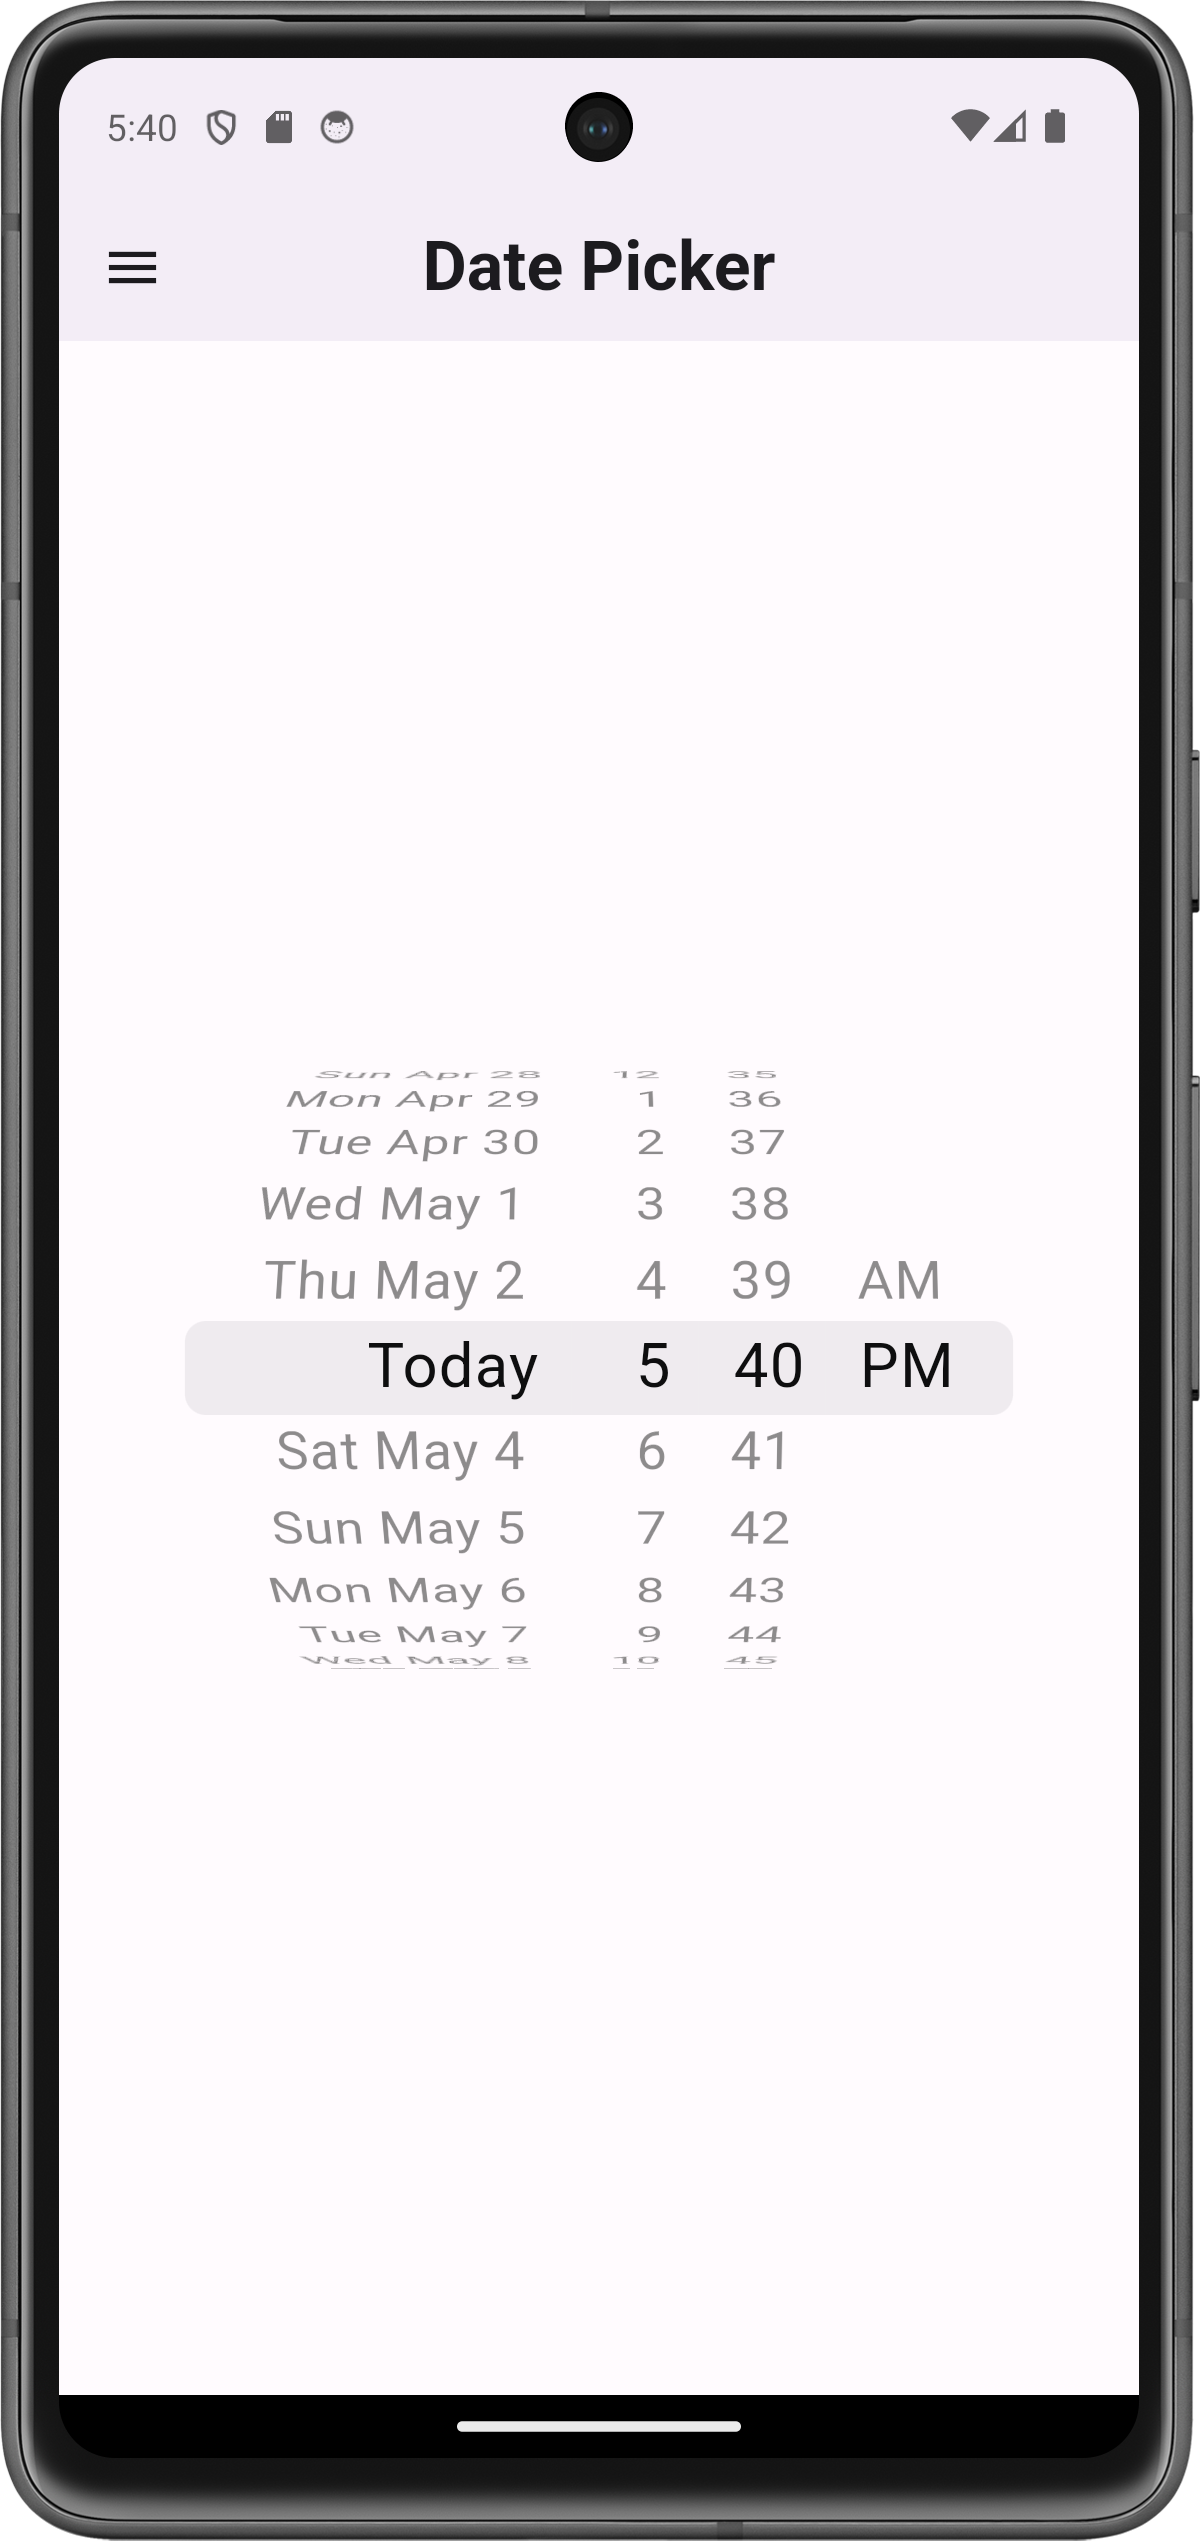 5:40
Date Picker
Sun Apr 28 12 35
Mon Apr 29 1 36
Tue Apr 30 2 37
Wed May 1 3 38
Thu May 2 4 39 AM
Today 5 40 PM
Sat May 4 6 41
Sun May 5 7 42
Mon May 6 8 43
Tue May 7 9 44
Wed May 8 10 45